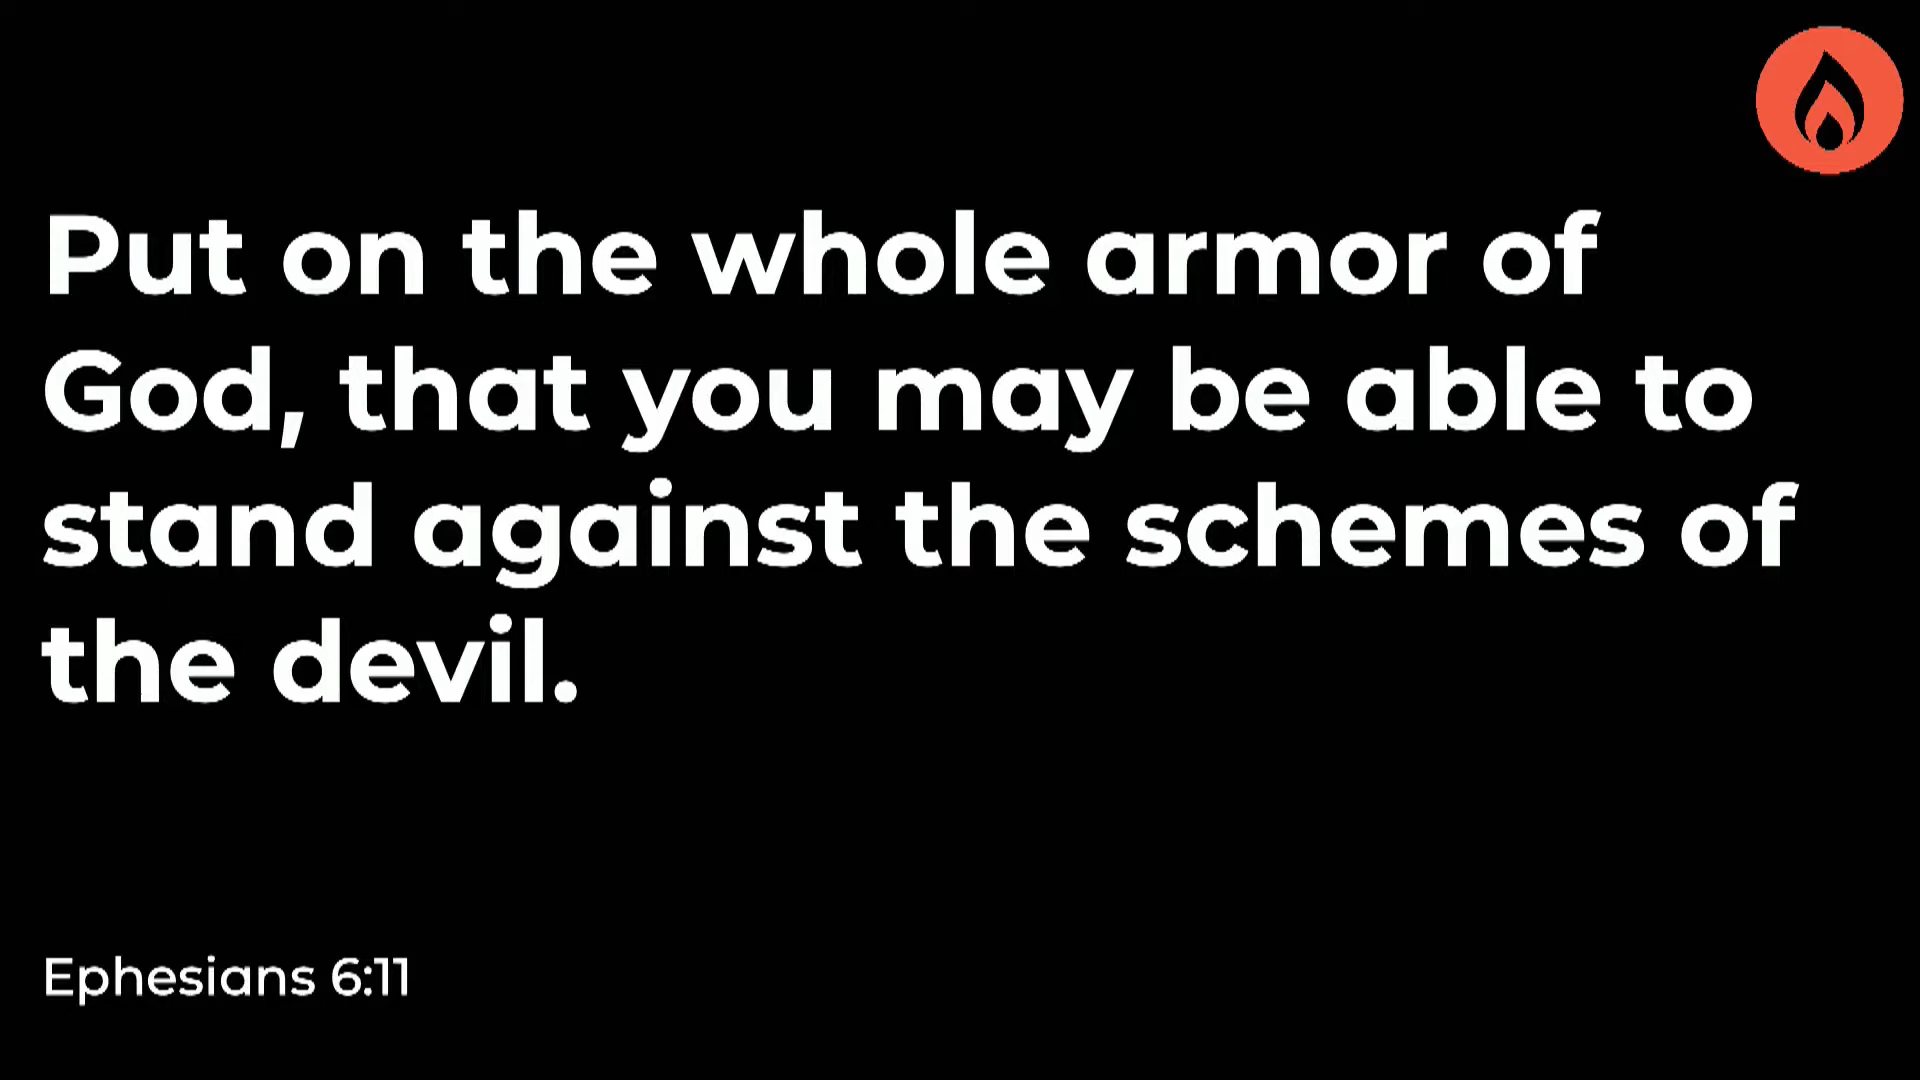 Put on the whole armor of
God, that you may be able to
stand against the schemes of
the devil.
Ephesians 6:11